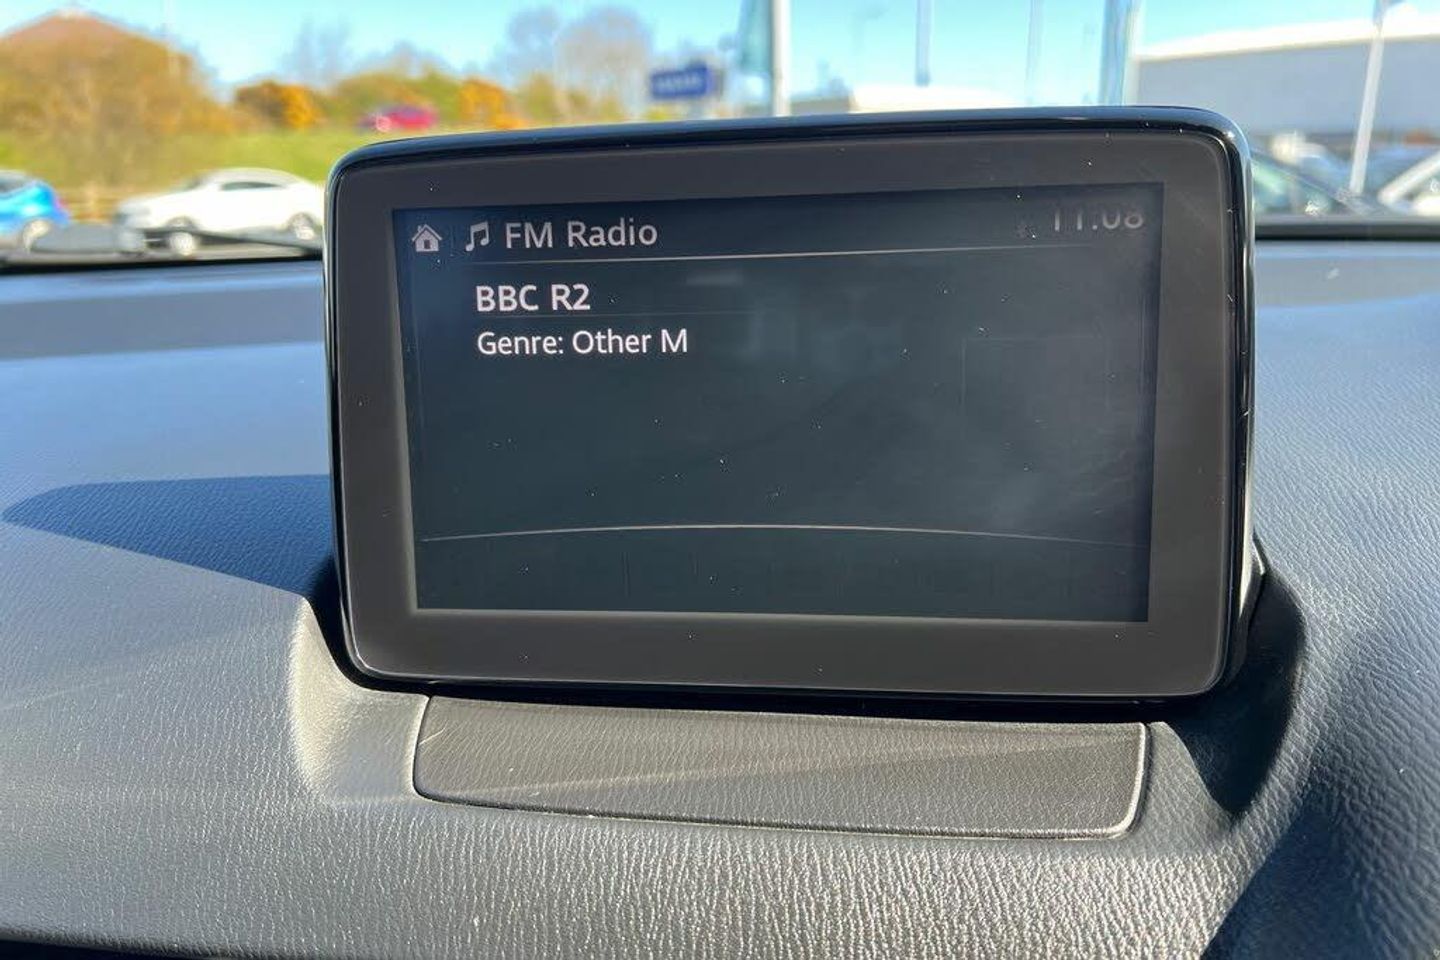 FM Radio 11:08
BBC R2
Genre: Other M